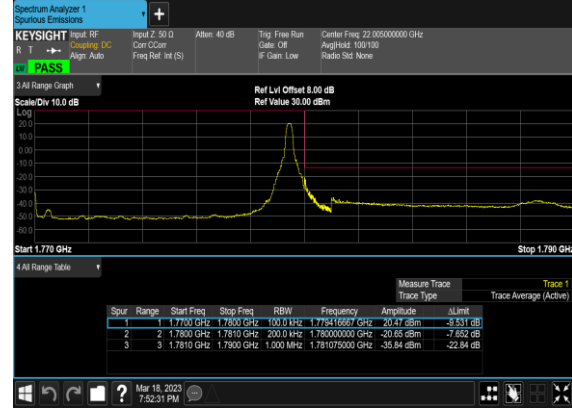 Spectrum Analyzer 1
Spurious Emissions
KEYSIGHT Input: RF Input Z: 50 Ω Atten: 40 dB Trig: Free Run Center Freq: 22.005000000 GHz
R T Coupling: DC Corr CCorr Gate: Off Avg|Hold: 100/100
Align: Auto Freq Ref: Int (S) IF Gain: Low Radio Std: None
PASS
3 All Range Graph Ref Lvl Offset 8.00 dB
Scale/Div 10.0 dB Ref Value 30.00 dBm
Log
20.0
10.0
0.00
-10.0
-20.0
-30.0
-40.0
-50.0
-60.0
Start 1.770 GHz Stop 1.790 GHz
4 All Range Table
Measure Trace Trace 1
Trace Type Trace Average (Active)
Spur Range Start Freq Stop Freq RBW Frequency Amplitude ΔLimit
1 1 1.7700 GHz 1.7800 GHz 100.0 kHz 1.779416667 GHz 20.47 dBm -9.531 dB
2 2 1.7800 GHz 1.7810 GHz 200.0 kHz 1.780000000 GHz -20.65 dBm -7.652 dB
3 3 1.7810 GHz 1.7900 GHz 1.000 MHz 1.781075000 GHz -35.84 dBm -22.84 dB
Mar 18, 2023
7:52:31 PM